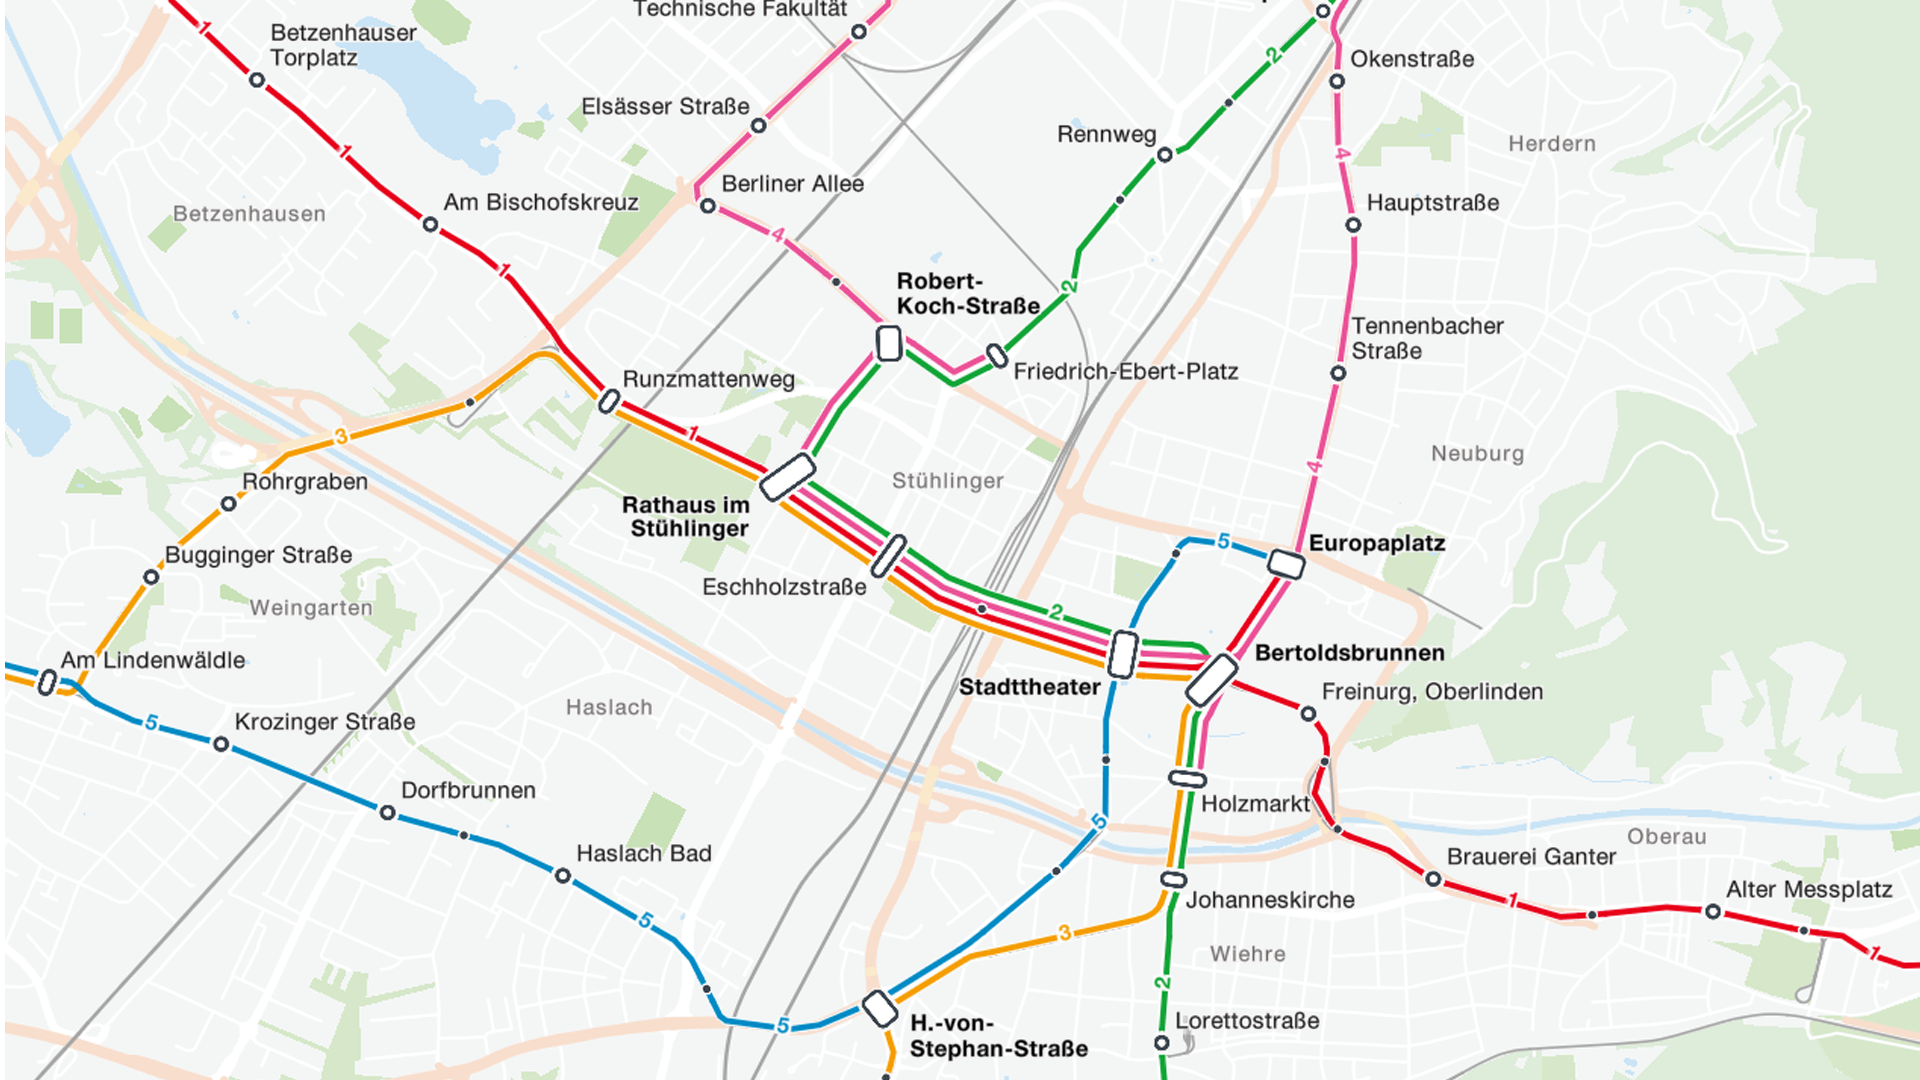 Technische Fakultät
Betzenhauser
Torplatz
1
2
Okenstraße
Elsässer Straße
Rennweg
Herdern
1
4
Berliner Allee
Am Bischofskreuz
Hauptstraße
Betzenhausen
4
1
Robert-
Koch-Straße
2
Tennenbacher
Straße
Friedrich-Ebert-Platz
Runzmattenweg
3
1
Neuburg
4
Rohrgraben
Stühlinger
Rathaus im
Stühlinger
5
Europaplatz
Bugginger Straße
Eschholzstraße
Weingarten
2
Bertoldsbrunnen
Am Lindenwäldle
Stadttheater
Freinurg, Oberlinden
Haslach
5
Krozinger Straße
Dorfbrunnen
Holzmarkt
5
Oberau
Haslach Bad
Brauerei Ganter
Alter Messplatz
Johanneskirche
1
5
3
Wiehre
1
2
Lorettostraße
5
H.-von-
Stephan-Straße